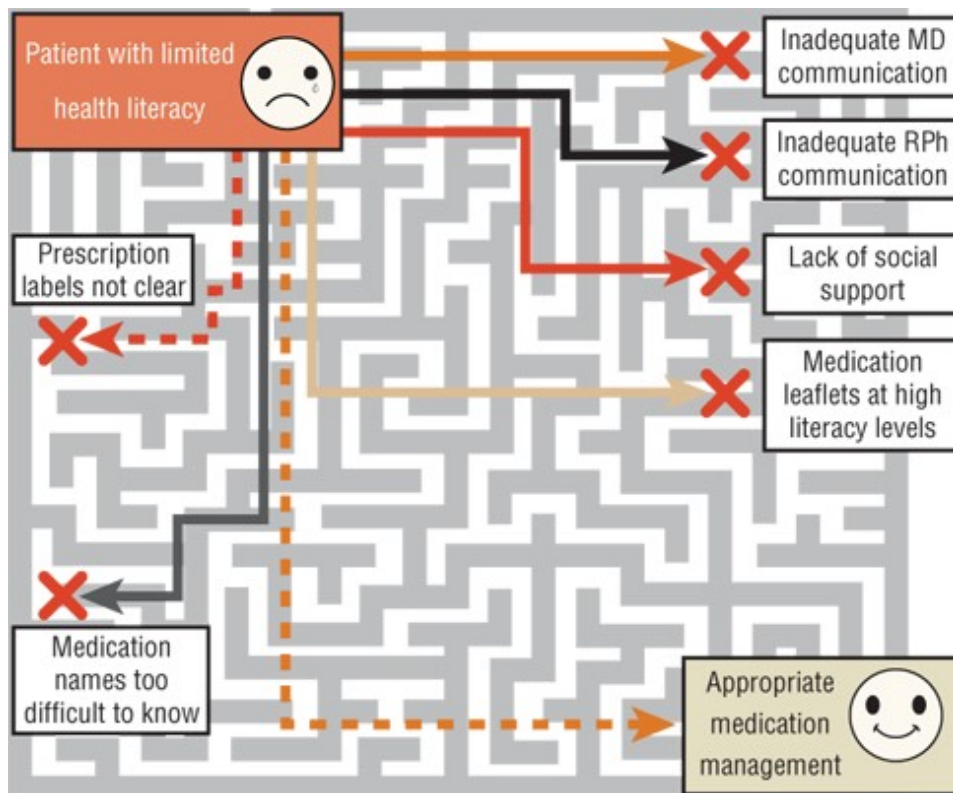 Patient with limited
health literacy
Inadequate MD
communication
Inadequate RPh
communication
Prescription
labels not clear
Lack of social
support
Medication
leaflets at high
literacy levels
Medication
names too
difficult to know
Appropriate
medication
management